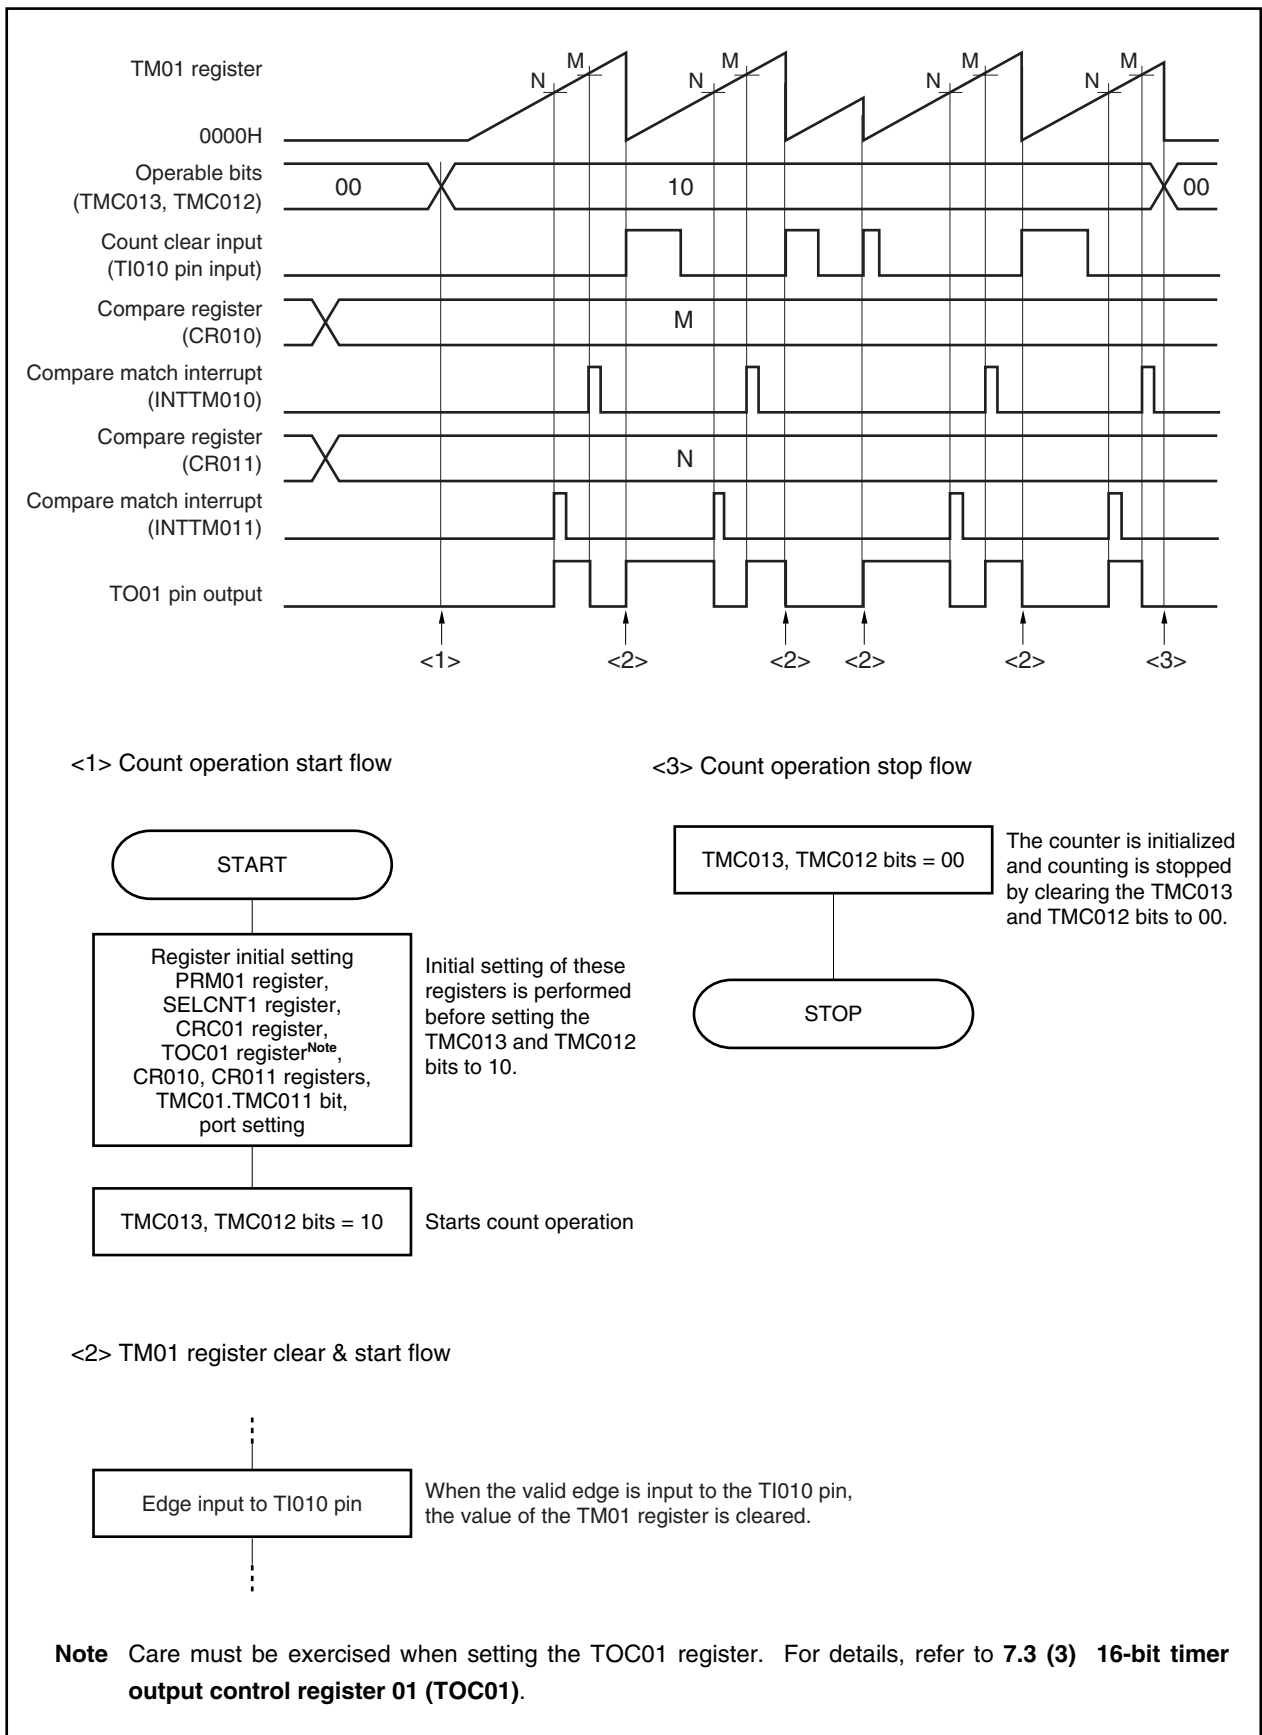 TM01 register
N
M
N
M
N
M
N
M
0000H
Operable bits
(TMC013, TMC012)
00
10
00
Count clear input
(TI010 pin input)
Compare register
(CR010)
M
Compare match interrupt
(INTTM010)
Compare register
(CR011)
N
Compare match interrupt
(INTTM011)
TO01 pin output
<1>
<2>
<2>
<2>
<2>
<3>
<1> Count operation start flow
START
Register initial setting
PRM01 register,
SELCNT1 register,
CRC01 register,
TOC01 registerNote,
CR010, CR011 registers,
TMC01.TMC011 bit,
port setting
Initial setting of these
registers is performed
before setting the
TMC013 and TMC012
bits to 10.
TMC013, TMC012 bits = 10
Starts count operation
<3> Count operation stop flow
TMC013, TMC012 bits = 00
The counter is initialized
and counting is stopped
by clearing the TMC013
and TMC012 bits to 00.
STOP
<2> TM01 register clear & start flow
Edge input to TI010 pin
When the valid edge is input to the TI010 pin,
the value of the TM01 register is cleared.
Note Care must be exercised when setting the TOC01 register. For details, refer to 7.3 (3) 16-bit timer
output control register 01 (TOC01).